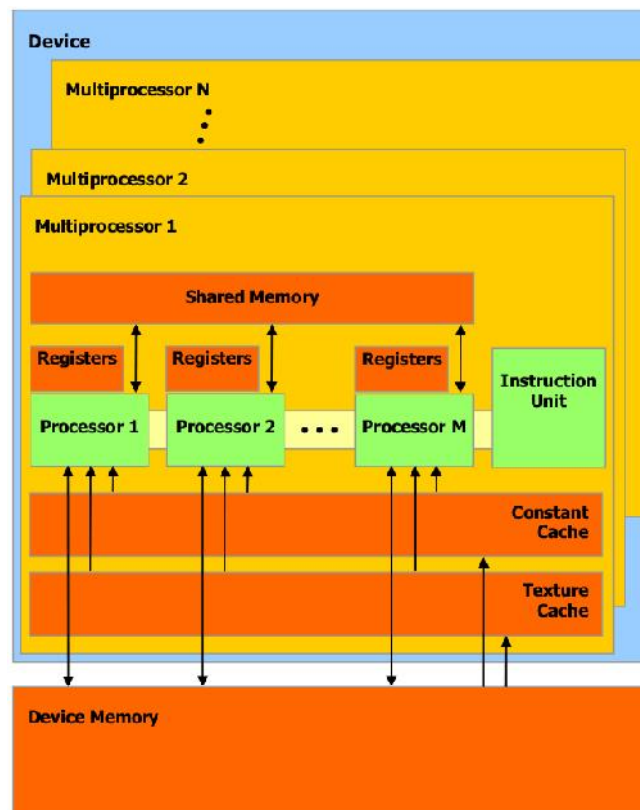 Device
Multiprocessor N
Multiprocessor 2
Multiprocessor 1
Shared Memory
Registers Registers Registers
Instruction
Unit
Processor 1 Processor 2 ... Processor M
Constant
Cache
Texture
Cache
Device Memory